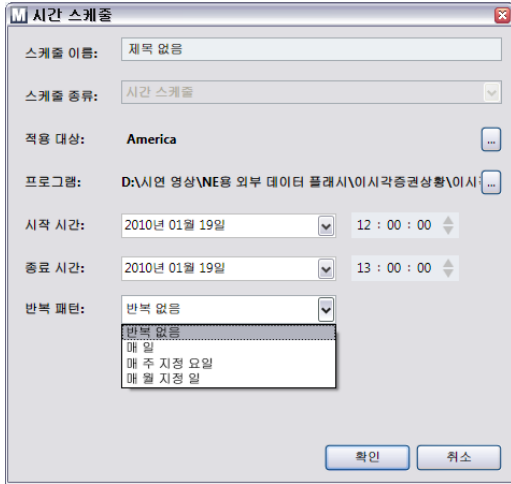 M 시간 스케줄
스케줄 이름: 제목 없음
스케줄 종류: 시간 스케줄
적용 대상: America ...
프로그램: D:\시연 영상\NE용 외부 데이터 플래시\이시각증권상황\이시 ...
시작 시간: 2010년 01월 19일 12 : 00 : 00
종료 시간: 2010년 01월 19일 13 : 00 : 00
반복 패턴: 반복 없음
반복 없음
매 일
매 주 지정 요일
매 월 지정 일
확인 취소